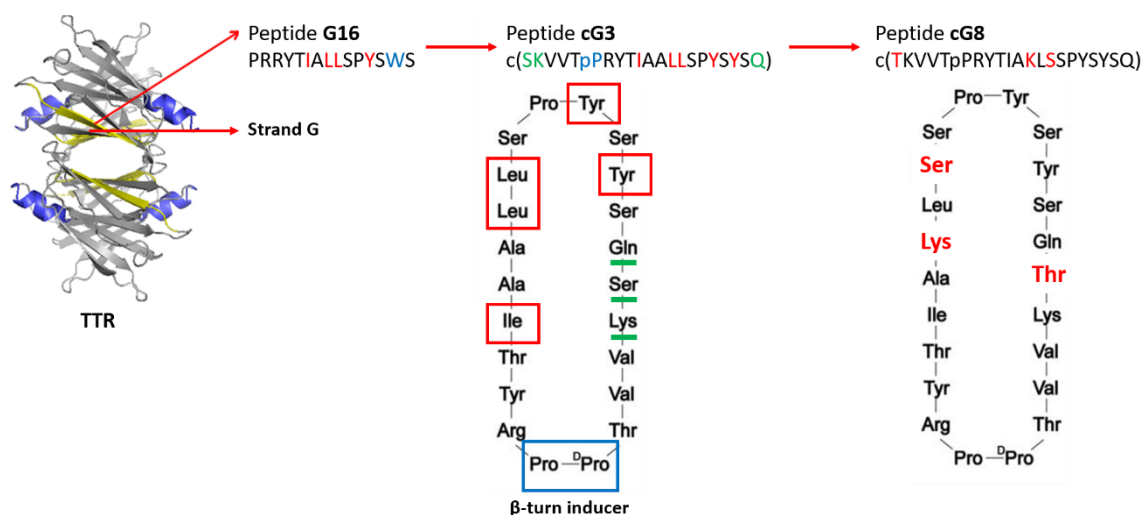 Peptide G16
PRRYTIALLSPYSWS
Strand G
TTR
Peptide cG3
c(SKVVTpPRYTIAALLSPYSYSQ)
Pro Tyr
Ser Ser
Leu Tyr
Leu Ser
Ala Gln
Ala Ser
Ile Lys
Thr Val
Tyr Val
Arg Thr
Pro DPro
β-turn inducer
Peptide cG8
c(TKVVTpPRYTIAKLSSPYSYSQ)
Pro Tyr
Ser Ser
Ser Tyr
Leu Ser
Lys Gln
Ala Thr
Ile Lys
Thr Val
Tyr Val
Arg Thr
Pro DPro